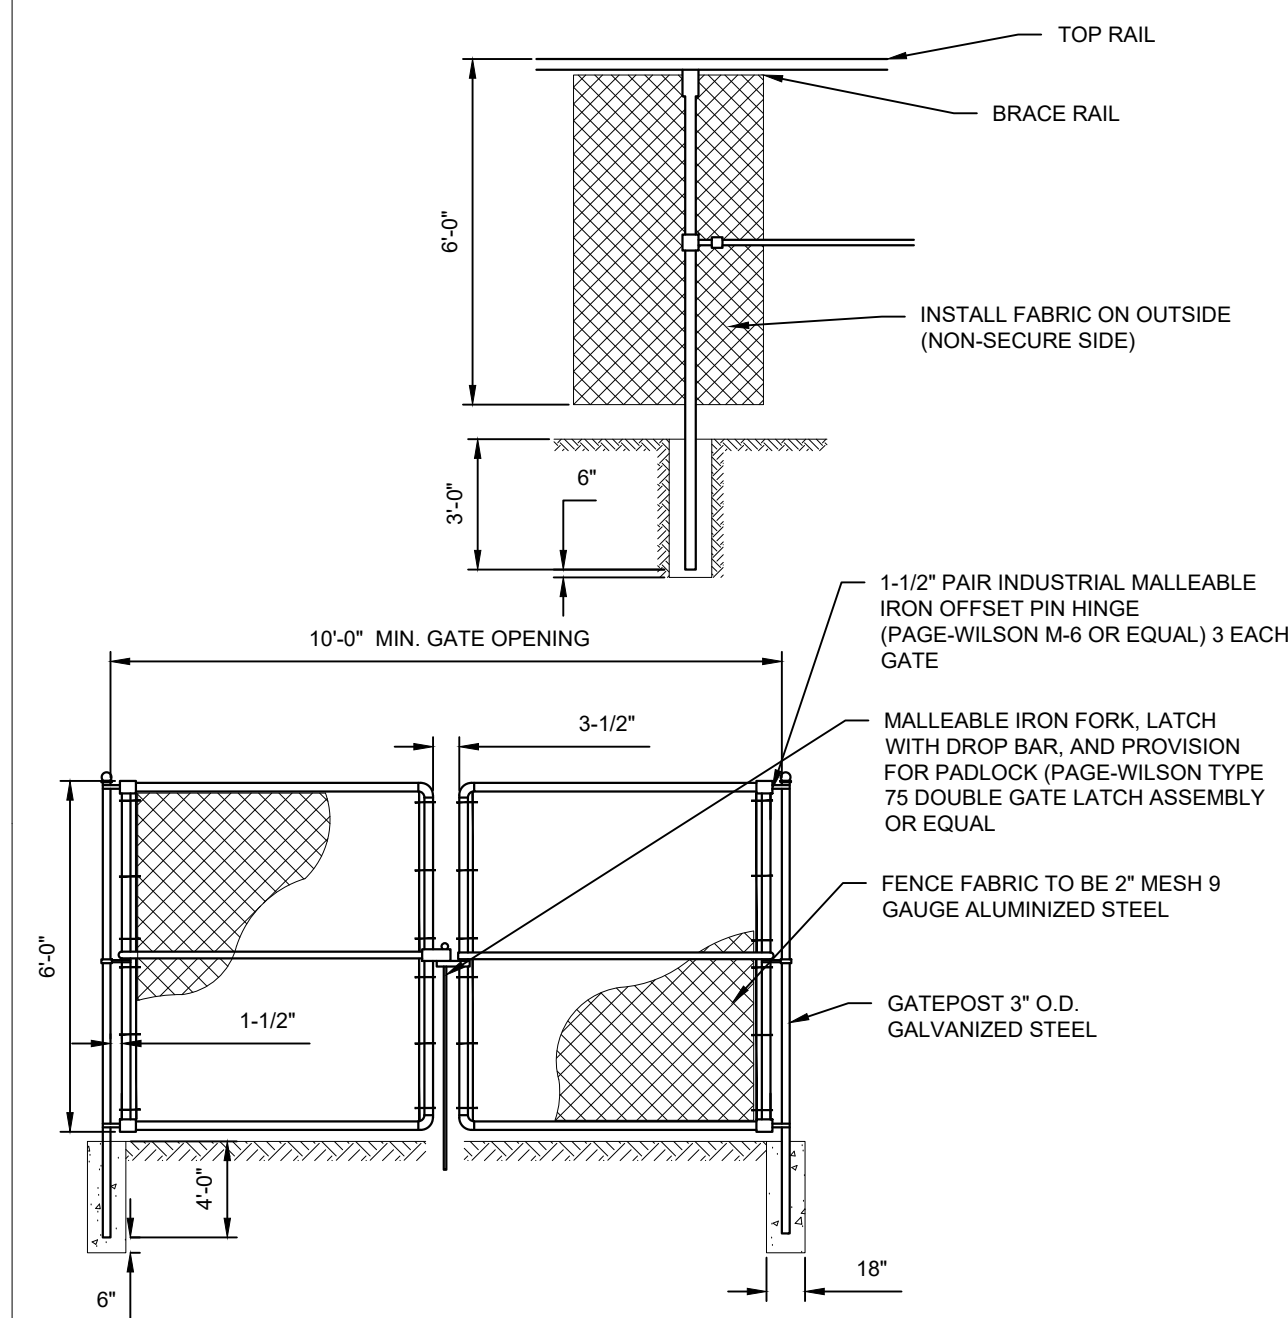 TOP RAIL
BRACE RAIL
6'-0"
INSTALL FABRIC ON OUTSIDE
(NON-SECURE SIDE)
3'-0"
6"
1-1/2" PAIR INDUSTRIAL MALLEABLE
IRON OFFSET PIN HINGE
(PAGE-WILSON M-6 OR EQUAL) 3 EACH
GATE
10'-0" MIN. GATE OPENING
3-1/2"
MALLEABLE IRON FORK, LATCH
WITH DROP BAR, AND PROVISION
FOR PADLOCK (PAGE-WILSON TYPE
75 DOUBLE GATE LATCH ASSEMBLY
OR EQUAL
FENCE FABRIC TO BE 2" MESH 9
GAUGE ALUMINIZED STEEL
6'-0"
1-1/2"
GATEPOST 3" O.D.
GALVANIZED STEEL
4'-0"
18"
6"